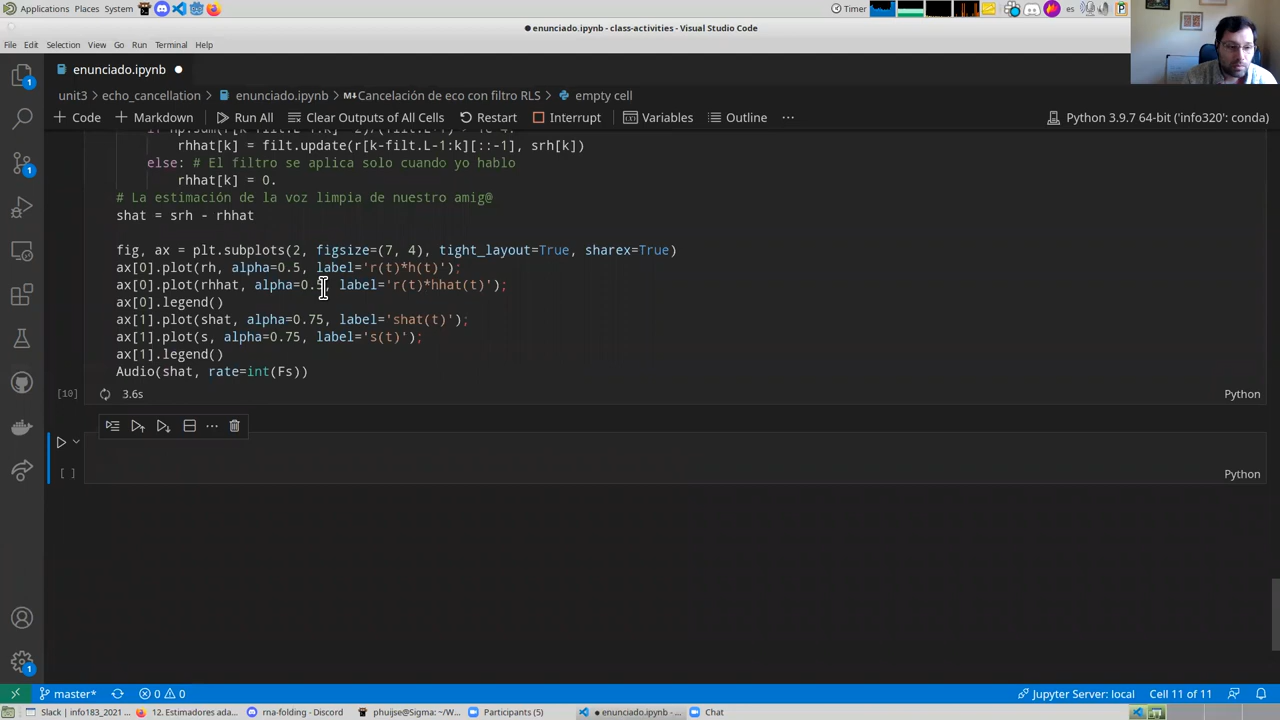 Applications Places System
Timer
es
enunciado.ipynb - class-activities - Visual Studio Code
File Edit Selection View Go Run Terminal Help
enunciado.ipynb
unit3 > echo_cancellation > enunciado.ipynb > Cancelación de eco con filtro RLS > empty cell
+ Code + Markdown Run All Clear Outputs of All Cells Restart Interrupt Variables Outline ... Python 3.9.7 64-bit ('info320': conda)
rhhat[k] = filt.update(r[k-filt.L-1:k][::-1], srh[k])
else: # El filtro se aplica solo cuando yo hablo
rhhat[k] = 0.
# La estimación de la voz limpia de nuestro amig@
shat = srh - rhhat
fig, ax = plt.subplots(2, figsize=(7, 4), tight_layout=True, sharex=True)
ax[0].plot(rh, alpha=0.5, label='r(t)*h(t)');
ax[0].plot(rhhat, alpha=0.5, label='r(t)*hhat(t)');
ax[0].legend()
ax[1].plot(shat, alpha=0.75, label='shat(t)');
ax[1].plot(s, alpha=0.75, label='s(t)');
ax[1].legend()
Audio(shat, rate=int(Fs))
[10] 3.6s Python
[ ] Python
master* 0 0 Jupyter Server: local Cell 11 of 11
Slack | info183_2021 ... 12. Estimadores ada... rna-folding - Discord phuijse@Sigma: ~/W... Participants (5) enunciado.ipynb - ... Chat